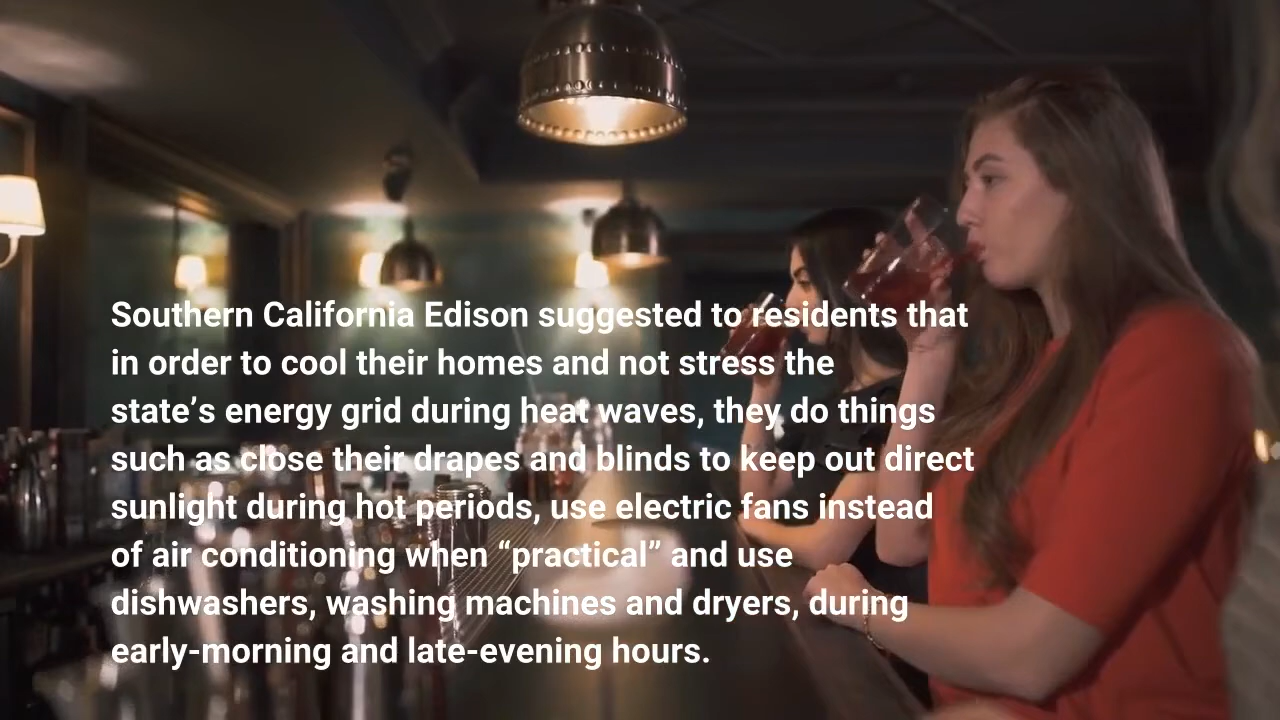 Southern California Edison suggested to residents that
in order to cool their homes and not stress the
state’s energy grid during heat waves, they do things
such as close their drapes and blinds to keep out direct
sunlight during hot periods, use electric fans instead
of air conditioning when “practical” and use
dishwashers, washing machines and dryers, during
early-morning and late-evening hours.